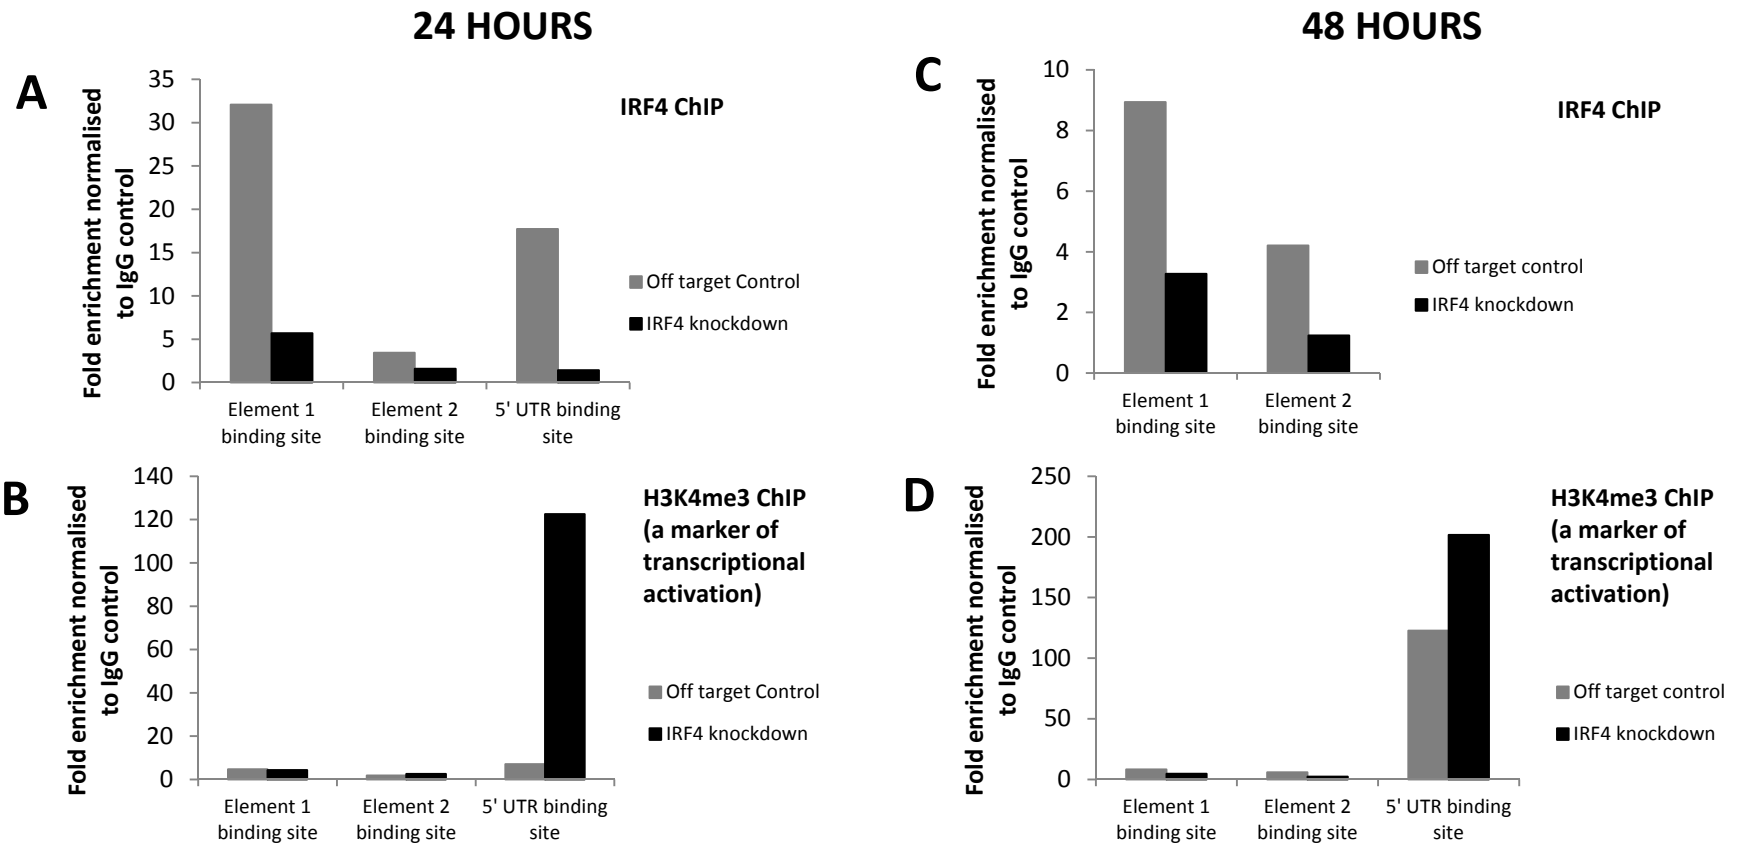 24 HOURS
48 HOURS
A
Fold enrichment normalised
to IgG control
35
30
25
20
15
10
5
0
IRF4 ChIP
Off target Control
IRF4 knockdown
Element 1
binding site
Element 2
binding site
5' UTR binding
site
C
Fold enrichment normalised
to IgG control
10
8
6
4
2
0
IRF4 ChIP
Off target control
IRF4 knockdown
Element 1
binding site
Element 2
binding site
B
Fold enrichment normalised
to IgG control
140
120
100
80
60
40
20
0
H3K4me3 ChIP
(a marker of
transcriptional
activation)
Off target Control
IRF4 knockdown
Element 1
binding site
Element 2
binding site
5' UTR binding
site
D
Fold enrichment normalised
to IgG control
250
200
150
100
50
0
H3K4me3 ChIP
(a marker of
transcriptional
activation)
Off target control
IRF4 knockdown
Element 1
binding site
Element 2
binding site
5' UTR binding
site